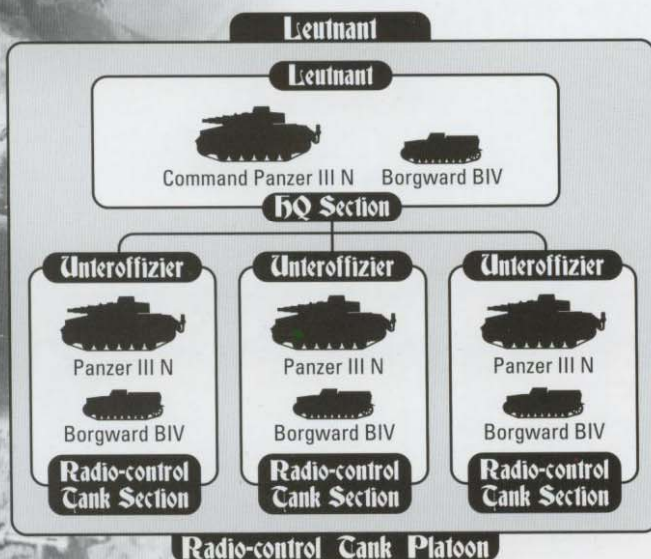 Leutnant
Leutnant
Command Panzer III N Borgward BIV
HQ Section
Unteroffizier Unteroffizier Unteroffizier
Panzer III N Panzer III N Panzer III N
Borgward BIV Borgward BIV Borgward BIV
Radio-control Radio-control Radio-control
Tank Section Tank Section Tank Section
Radio-control Tank Platoon